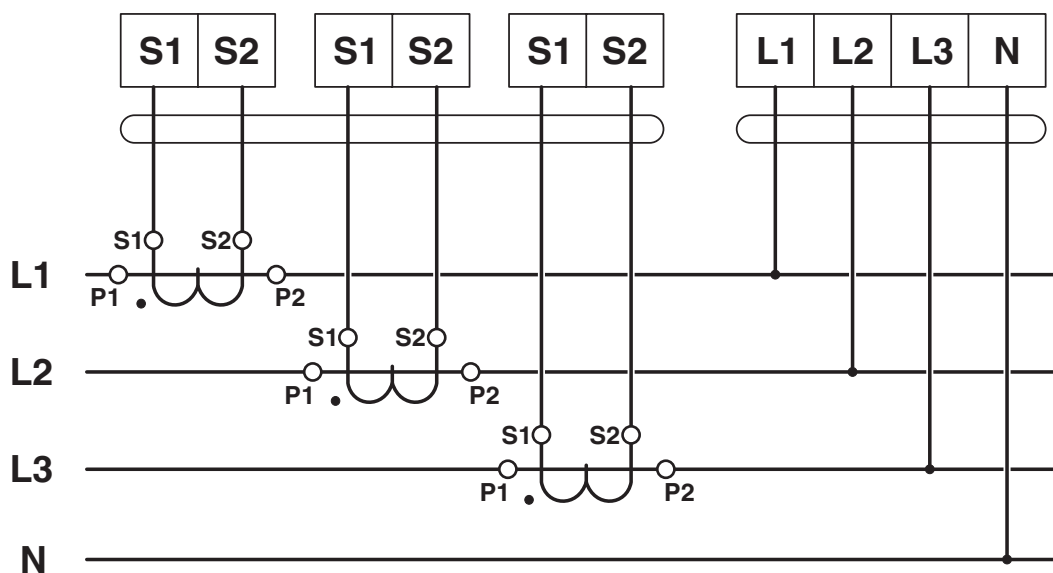 S1 S2 S1 S2 S1 S2 L1 L2 L3 N
S1 S2
L1
P1 P2
S1 S2
L2
P1 P2
S1 S2
L3
P1 P2
N